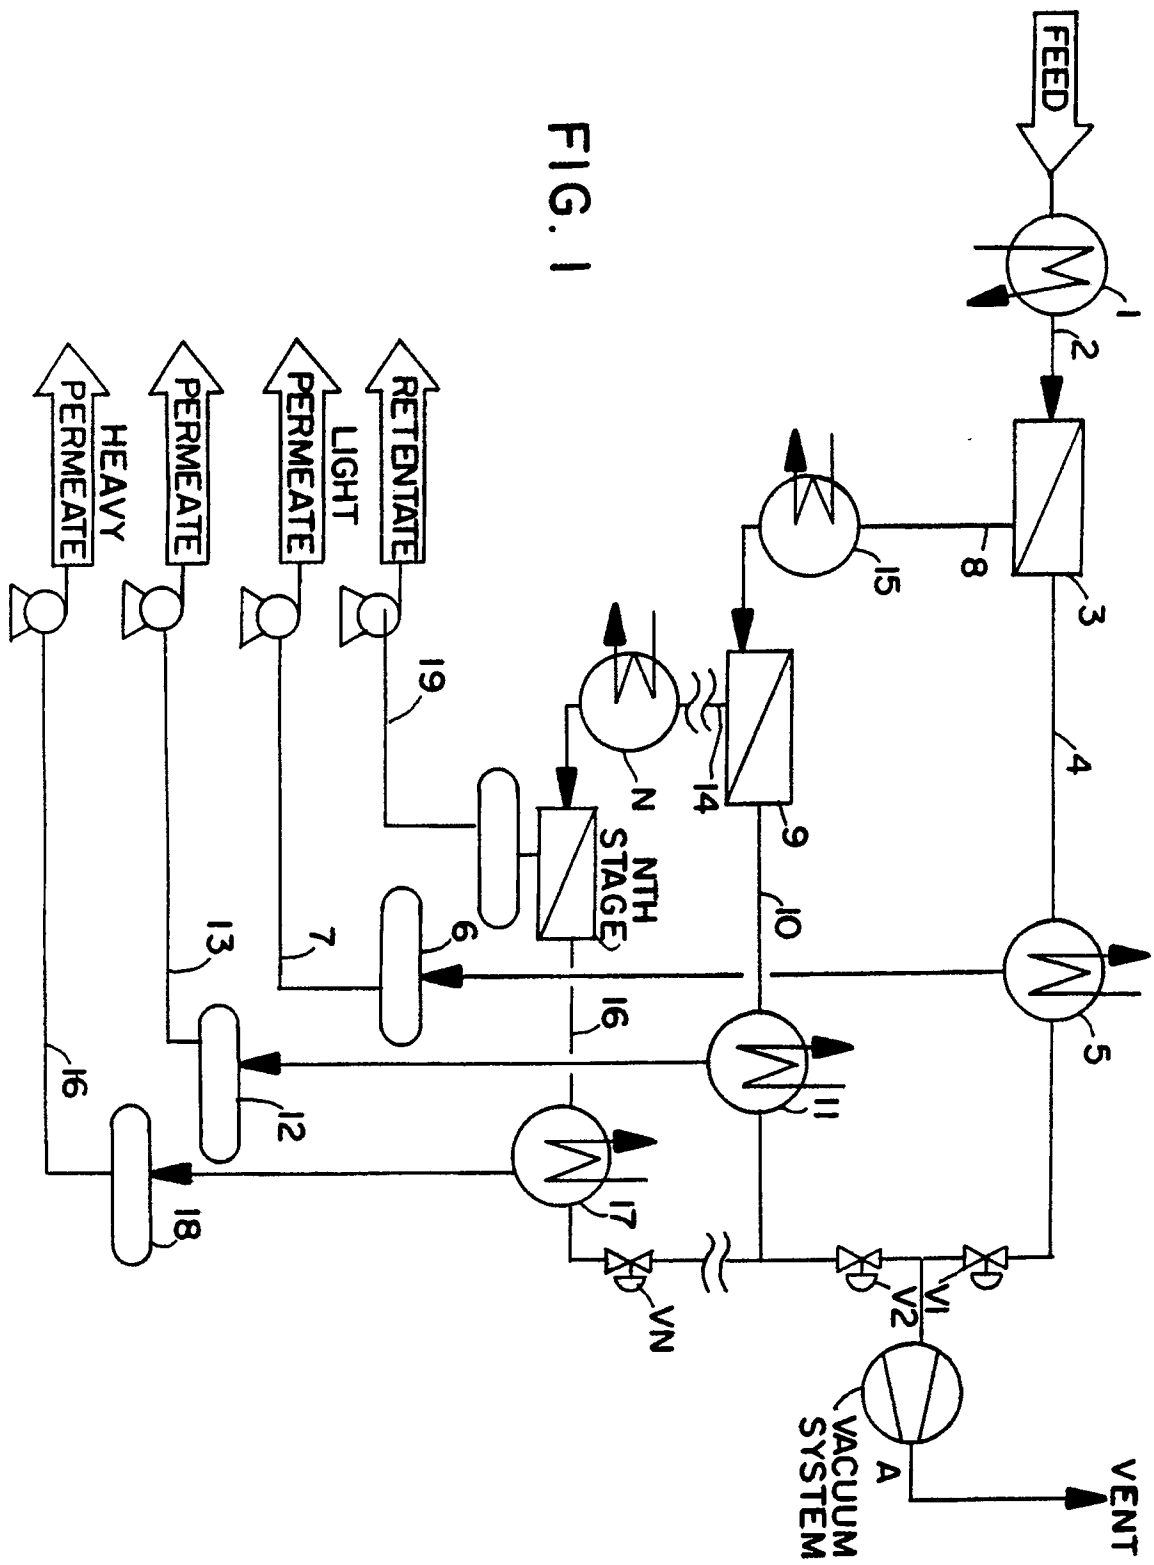 FEED
1
2
3
4
5
8
15
9
10
11
14
N
NTH
STAGE
16
17
V1
V2
VN
VACUUM
SYSTEM
A
VENT
RETENTATE
19
LIGHT
PERMEATE
7
6
PERMEATE
13
12
HEAVY
PERMEATE
16
18
FIG. 1